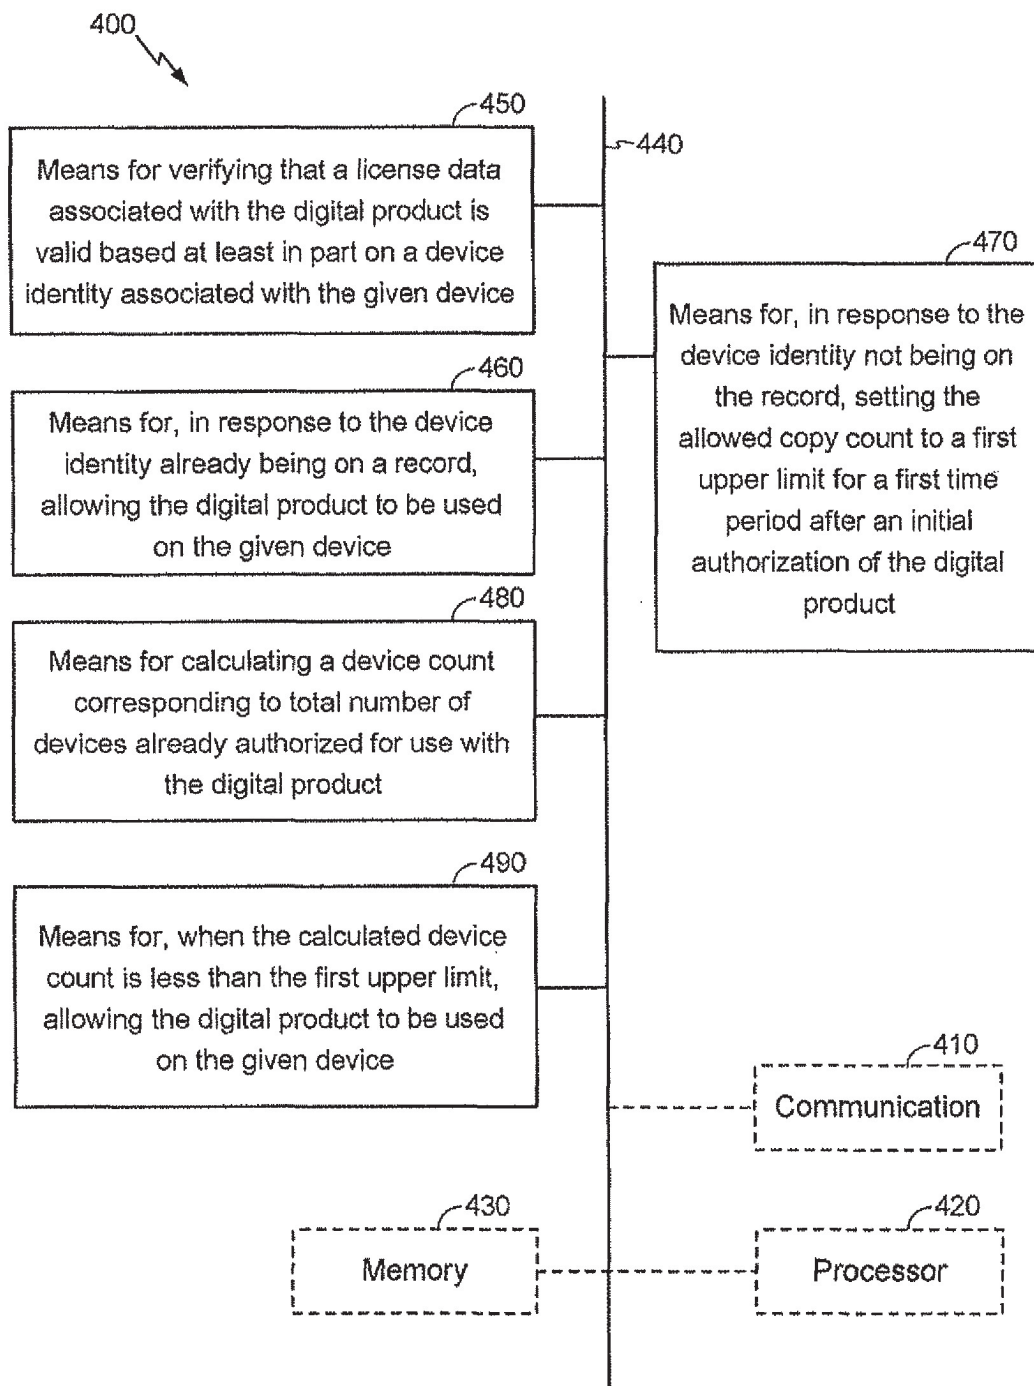 400
450
Means for verifying that a license data
associated with the digital product is
valid based at least in part on a device
identity associated with the given device
440
470
Means for, in response to the
device identity not being on
the record, setting the
allowed copy count to a first
upper limit for a first time
period after an initial
authorization of the digital
product
460
Means for, in response to the device
identity already being on a record,
allowing the digital product to be used
on the given device
480
Means for calculating a device count
corresponding to total number of
devices already authorized for use with
the digital product
490
Means for, when the calculated device
count is less than the first upper limit,
allowing the digital product to be used
on the given device
410
Communication
430
Memory
420
Processor